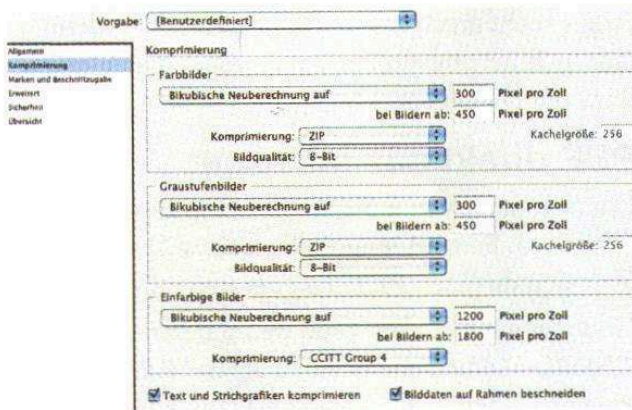 Vorgabe: [Benutzerdefiniert]
Allgemein
Komprimierung
Marken und Beschnittzugabe
Erweitert
Sicherheit
Übersicht
Komprimierung
Farbbilder
Bikubische Neuberechnung auf 300 Pixel pro Zoll
bei Bildern ab: 450 Pixel pro Zoll
Komprimierung: ZIP Kachelgröße: 256
Bildqualität: 8-Bit
Graustufenbilder
Bikubische Neuberechnung auf 300 Pixel pro Zoll
bei Bildern ab: 450 Pixel pro Zoll
Komprimierung: ZIP Kachelgröße: 256
Bildqualität: 8-Bit
Einfarbige Bilder
Bikubische Neuberechnung auf 1200 Pixel pro Zoll
bei Bildern ab: 1800 Pixel pro Zoll
Komprimierung: CCITT Group 4
Text und Strichgrafiken komprimieren Bilddaten auf Rahmen beschneiden